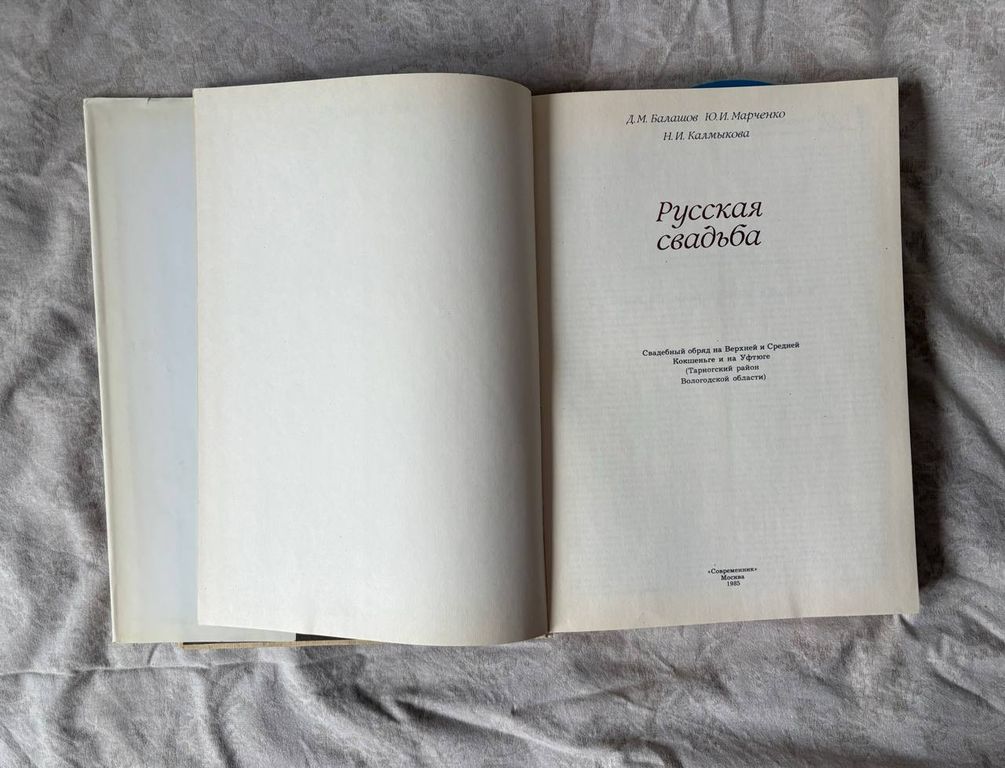 Д. М. Балашов Ю. И. Марченко
Н. И. Калмыкова
Русская
свадьба
Свадебный обряд на Верхней и Средней
Кокшеньге и на Уфтюге
(Тарногский район
Вологодской области)
«Современник»
Москва
1985